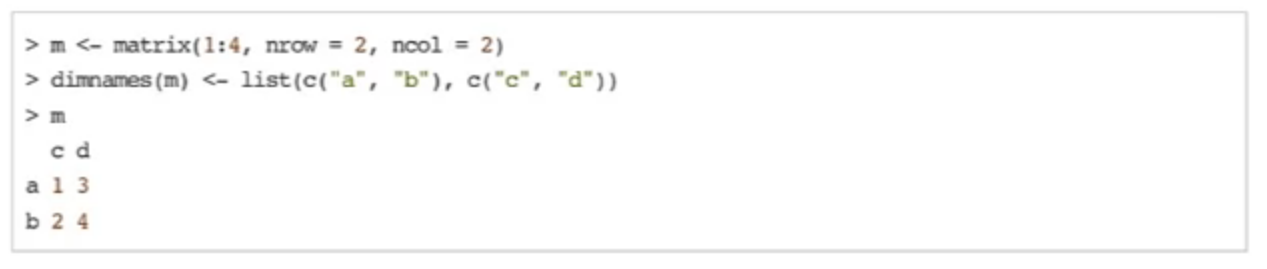 > m <- matrix(1:4, nrow = 2, ncol = 2)
> dimnames(m) <- list(c("a", "b"), c("c", "d"))
> m
  c d
a 1 3
b 2 4